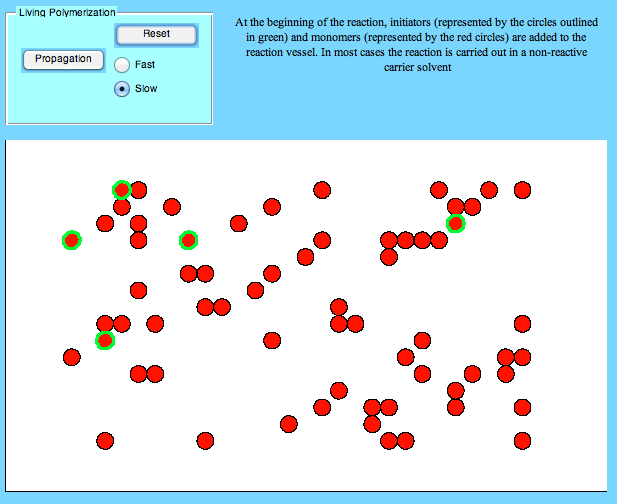 Living Polymerization
Reset
Propagation
Fast
Slow
At the beginning of the reaction, initiators (represented by the circles outlined
in green) and monomers (represented by the red circles) are added to the
reaction vessel. In most cases the reaction is carried out in a non-reactive
carrier solvent